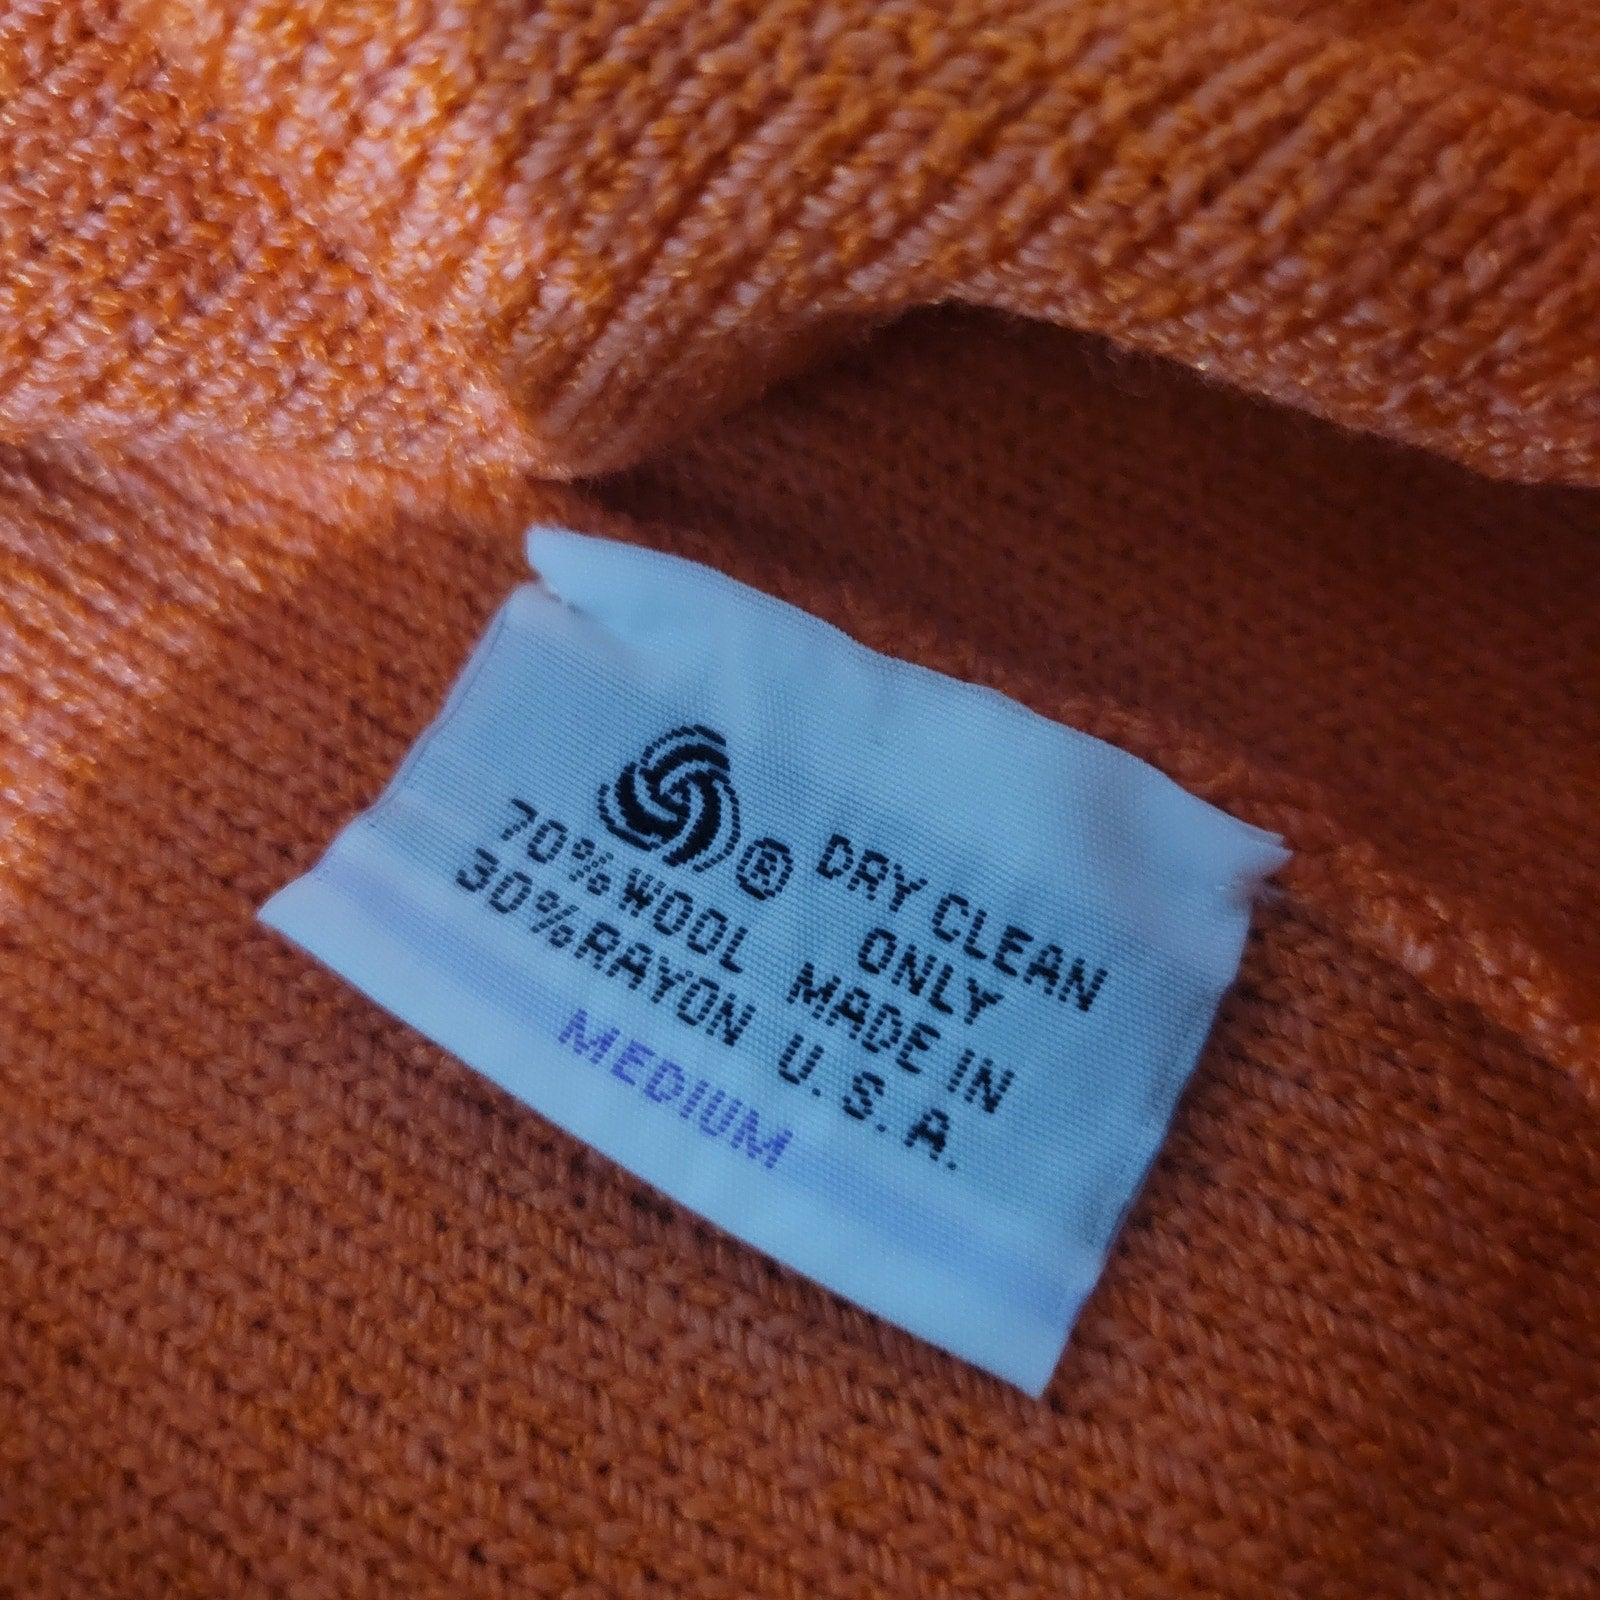 ® DRY CLEAN
70% WOOL ONLY
30% RAYON MADE IN
U.S.A.
MEDIUM